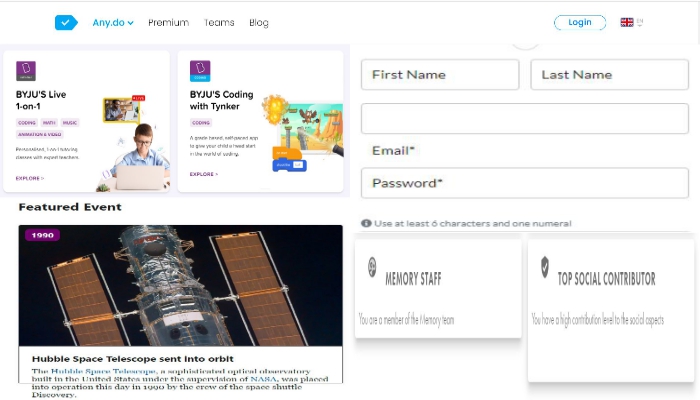 Any.do
Premium
Teams
Blog
Login
EN
BYJU'S Live
1-on-1
CODING
MATH
MUSIC
ANIMATION & VIDEO
Personalised, 1-on-1 tutoring
classes with expert teachers.
EXPLORE >
BYJU'S Coding
with Tynker
CODING
A grade based, self-paced app
to give your child a head start
in the world of coding.
EXPLORE >
Featured Event
1990
Hubble Space Telescope sent into orbit
The Hubble Space Telescope, a sophisticated optical observatory
built in the United States under the supervision of NASA, was placed
into operation this day in 1990 by the crew of the space shuttle
Discovery.
First Name
Last Name
Email*
Password*
Use at least 6 characters and one numeral
MEMORY STAFF
You are a member of the Memory team
TOP SOCIAL CONTRIBUTOR
You have a high contribution level to the social aspects